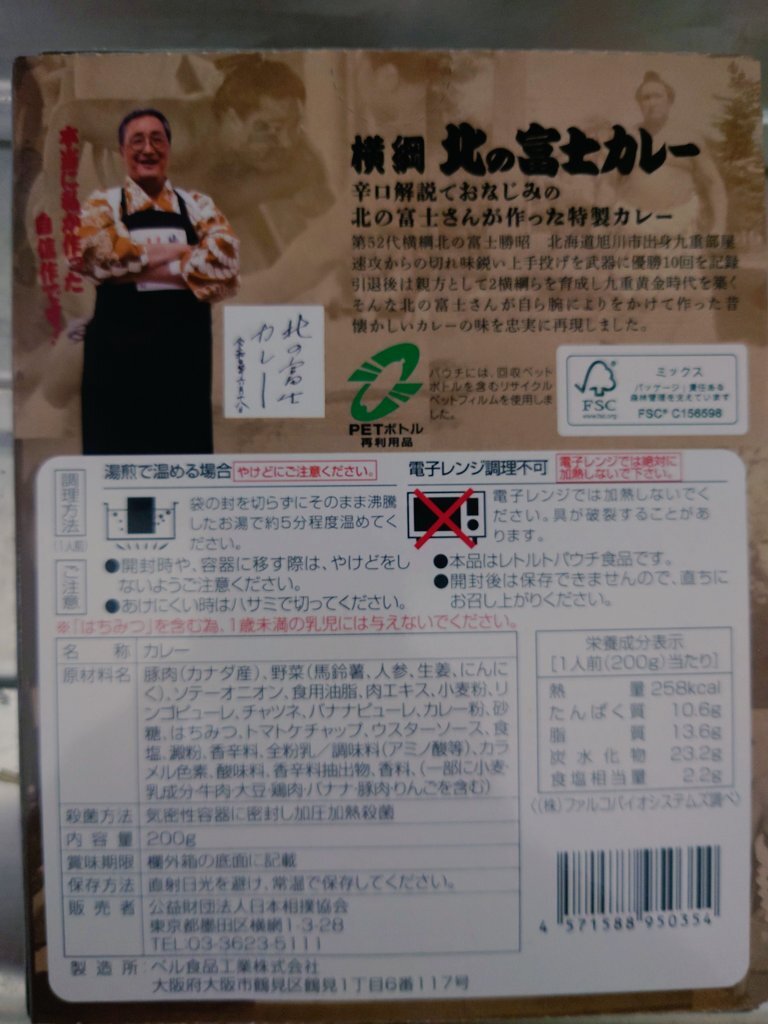 本当に私が作った
自信作です!
横綱 北の富士カレー
辛口解説でおなじみの
北の富士さんが作った特製カレー
第52代横綱北の富士勝昭　北海道旭川市出身九重部屋
速攻からの切れ味鋭い上手投げを武器に優勝10回を記録
引退後は親方として2横綱らを育成し九重黄金時代を築く
そんな北の富士さんが自ら腕によりをかけて作った昔
懐かしいカレーの味を忠実に再現しました。
北の富士
カレー
PETボトル
再利用品
パウチには、回収ペット
ボトルを含むリサイクル
ペットフィルムを使用しま
した。
FSC
www.fsc.org
ミックス
パッケージ｜責任ある
森林管理を支えています
FSC® C156598
調理方法
(1人前)
湯煎で温める場合 やけどにご注意ください。
袋の封を切らずにそのまま沸騰
したお湯で約5分程度温めてく
ださい。
電子レンジ調理不可 電子レンジでは絶対に
加熱しないで下さい。
電子レンジでは加熱しないでく
ださい。具が破裂することがあ
ります。
ご注意
●開封時や、容器に移す際は、やけどをし
ないようご注意ください。
●あけにくい時はハサミで切ってください。
●本品はレトルトパウチ食品です。
●開封後は保存できませんので、直ちに
お召し上がりください。
※「はちみつ」を含む為、1歳未満の乳児には与えないでください。
名　称 カレー
原材料名 豚肉(カナダ産)、野菜(馬鈴薯、人参、生姜、にんに
く)、ソテーオニオン、食用油脂、肉エキス、小麦粉、リ
ンゴピューレ、チャツネ、バナナピューレ、カレー粉、砂
糖、はちみつ、トマトケチャップ、ウスターソース、食
塩、澱粉、香辛料、全粉乳／調味料(アミノ酸等)、カラ
メル色素、酸味料、香辛料抽出物、香料、(一部に小麦・
乳成分・牛肉・大豆・鶏肉・バナナ・豚肉・りんごを含む)
殺菌方法 気密性容器に密封し加圧加熱殺菌
内 容 量 200g
賞味期限 欄外箱の底面に記載
保存方法 直射日光を避け、常温で保存してください。
販 売 者 公益財団法人日本相撲協会
東京都墨田区横網1-3-28
TEL.03-3623-5111
製 造 所:ベル食品工業株式会社
大阪府大阪市鶴見区鶴見1丁目6番117号
栄養成分表示
[1人前(200g)当たり]
熱　量 258kcal
たんぱく質 10.6g
脂　質 13.6g
炭水化物 23.2g
食塩相当量 2.2g
((株)ファルコバイオシステムズ調べ)
4 571588 950354